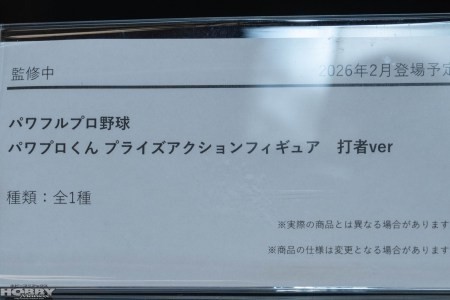 監修中
2026年2月登場予定
パワフルプロ野球
パワプロくん プライズアクションフィギュア　打者ver
種類：全1種
※実際の商品とは異なる場合があります
※商品の仕様は変更となる場合があります
HOBBY